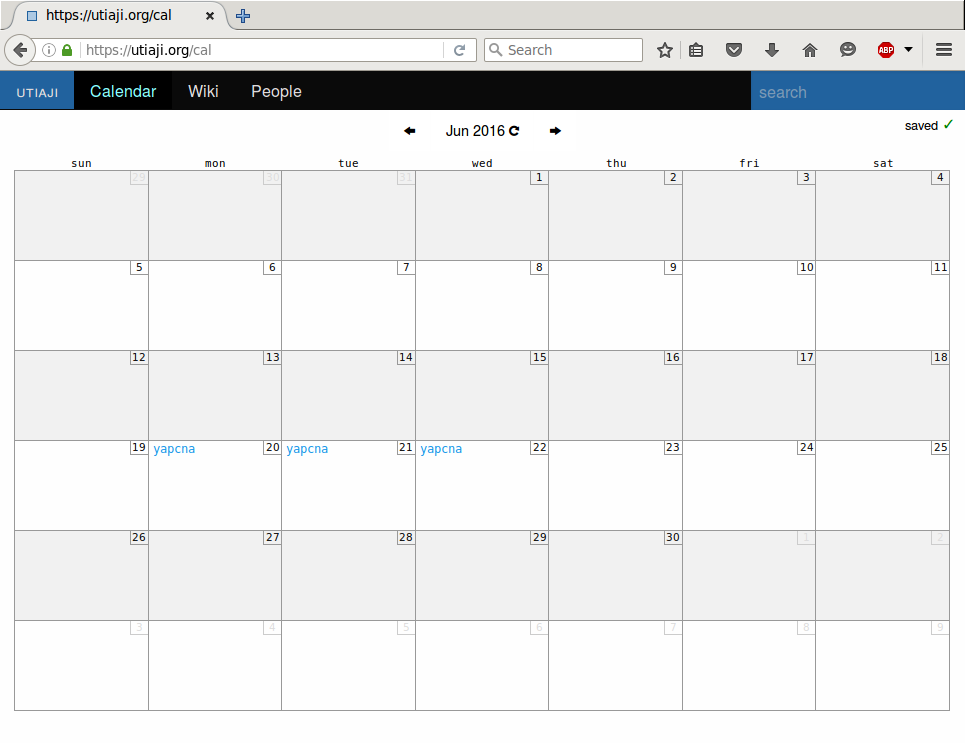 https://utiaji.org/cal
https://utiaji.org/cal Search ABP
UTIAJI Calendar Wiki People search
Jun 2016 saved ✓
sun mon tue wed thu fri sat
29 30 31 1 2 3 4
5 6 7 8 9 10 11
12 13 14 15 16 17 18
19 yapcna 20 yapcna 21 yapcna 22 23 24 25
26 27 28 29 30 1 2
3 4 5 6 7 8 9